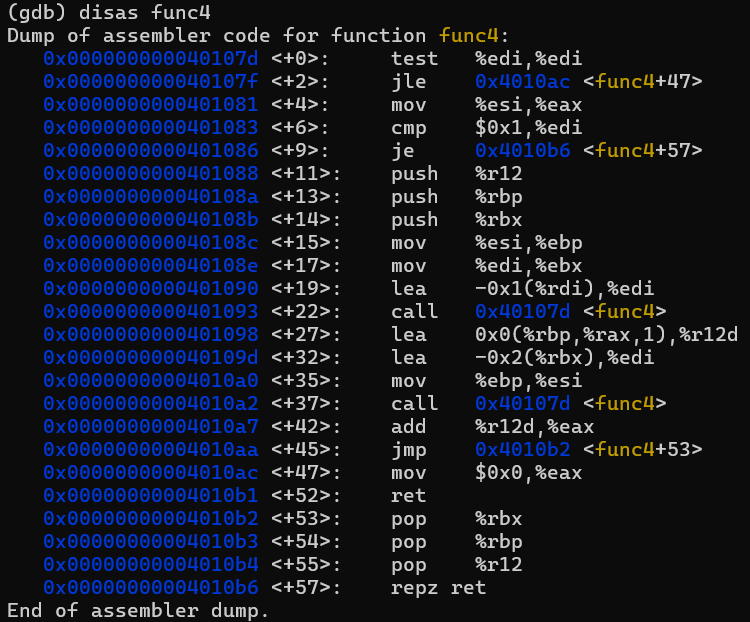 (gdb) disas func4
Dump of assembler code for function func4:
   0x000000000040107d <+0>:     test   %edi,%edi
   0x000000000040107f <+2>:     jle    0x4010ac <func4+47>
   0x0000000000401081 <+4>:     mov    %esi,%eax
   0x0000000000401083 <+6>:     cmp    $0x1,%edi
   0x0000000000401086 <+9>:     je     0x4010b6 <func4+57>
   0x0000000000401088 <+11>:    push   %r12
   0x000000000040108a <+13>:    push   %rbp
   0x000000000040108b <+14>:    push   %rbx
   0x000000000040108c <+15>:    mov    %esi,%ebp
   0x000000000040108e <+17>:    mov    %edi,%ebx
   0x0000000000401090 <+19>:    lea    -0x1(%rdi),%edi
   0x0000000000401093 <+22>:    call   0x40107d <func4>
   0x0000000000401098 <+27>:    lea    0x0(%rbp,%rax,1),%r12d
   0x000000000040109d <+32>:    lea    -0x2(%rbx),%edi
   0x00000000004010a0 <+35>:    mov    %ebp,%esi
   0x00000000004010a2 <+37>:    call   0x40107d <func4>
   0x00000000004010a7 <+42>:    add    %r12d,%eax
   0x00000000004010aa <+45>:    jmp    0x4010b2 <func4+53>
   0x00000000004010ac <+47>:    mov    $0x0,%eax
   0x00000000004010b1 <+52>:    ret
   0x00000000004010b2 <+53>:    pop    %rbx
   0x00000000004010b3 <+54>:    pop    %rbp
   0x00000000004010b4 <+55>:    pop    %r12
   0x00000000004010b6 <+57>:    repz ret
End of assembler dump.